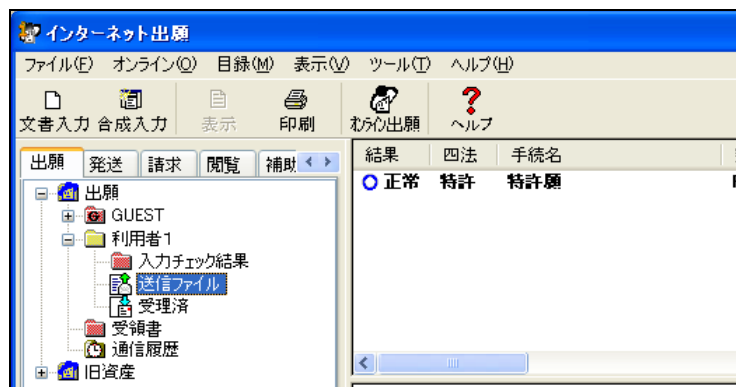 インターネット出願
ファイル(F) オンライン(O) 目録(M) 表示(V) ツール(T) ヘルプ(H)
文書入力 合成入力 表示 印刷 オンライン出願 ヘルプ
出願 発送 請求 閲覧 補助
結果 四法 手続名
正常 特許 特許願
出願
GUEST
利用者1
入力チェック結果
送信ファイル
受理済
受領書
通信履歴
旧資産